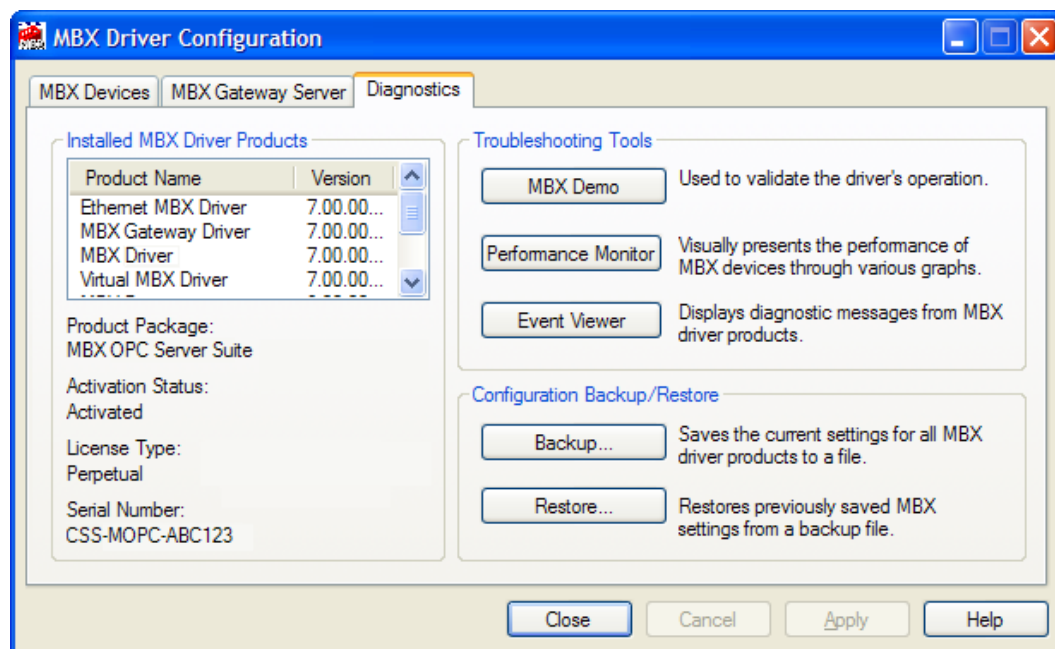 MBX Driver Configuration
MBX Devices
MBX Gateway Server
Diagnostics
Installed MBX Driver Products
Product Name Version
Ethernet MBX Driver 7.00.00...
MBX Gateway Driver 7.00.00...
MBX Driver 7.00.00...
Virtual MBX Driver 7.00.00...
Product Package:
MBX OPC Server Suite
Activation Status:
Activated
License Type:
Perpetual
Serial Number:
CSS-MOPC-ABC123
Troubleshooting Tools
MBX Demo
Used to validate the driver's operation.
Performance Monitor
Visually presents the performance of
MBX devices through various graphs.
Event Viewer
Displays diagnostic messages from MBX
driver products.
Configuration Backup/Restore
Backup...
Saves the current settings for all MBX
driver products to a file.
Restore...
Restores previously saved MBX
settings from a backup file.
Close
Cancel
Apply
Help